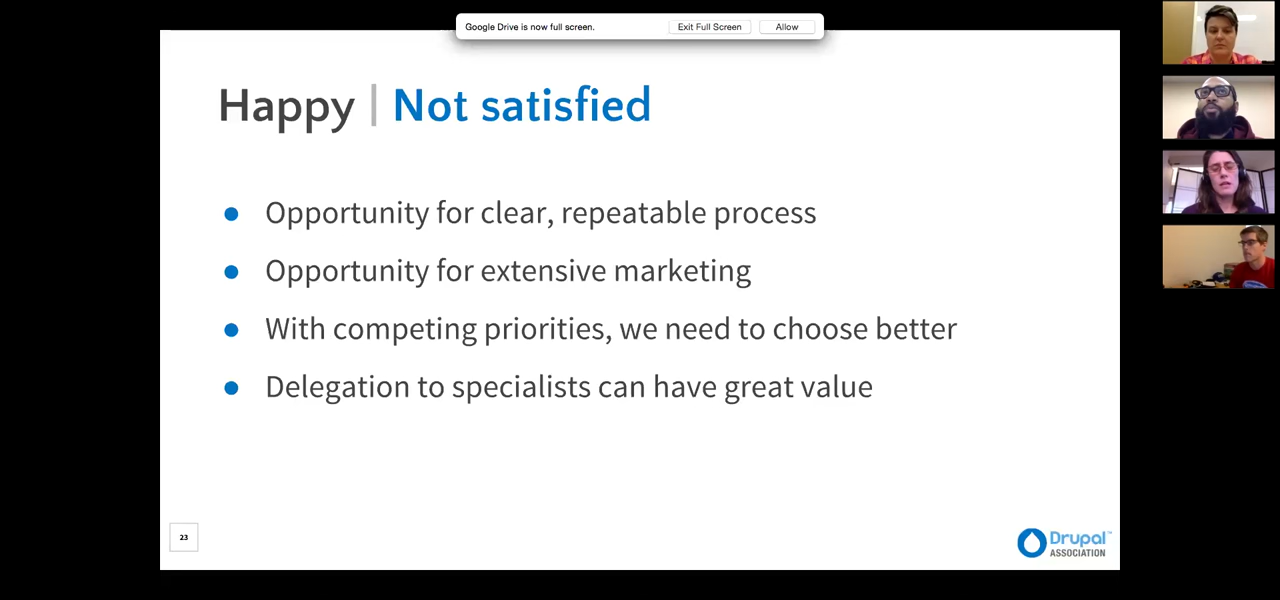 Google Drive is now full screen. Exit Full Screen Allow
Happy | Not satisfied
● Opportunity for clear, repeatable process
● Opportunity for extensive marketing
● With competing priorities, we need to choose better
● Delegation to specialists can have great value
23
Drupal™
ASSOCIATION